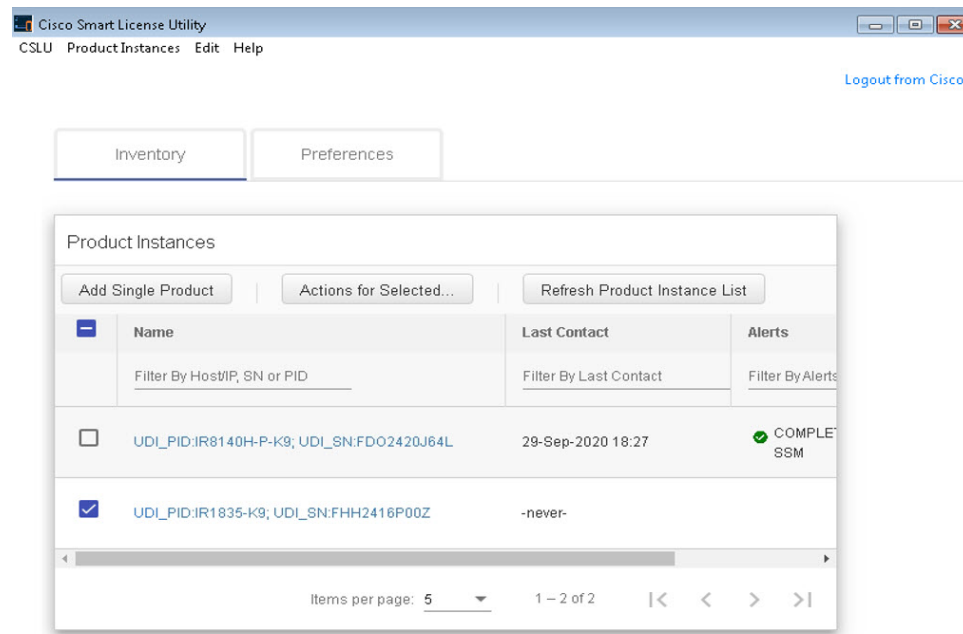 Cisco Smart License Utility
CSLU Product Instances Edit Help
Logout from Cisco
Inventory Preferences
Product Instances
Add Single Product Actions for Selected... Refresh Product Instance List
Name Last Contact Alerts
Filter By Host/IP, SN or PID Filter By Last Contact Filter By Alerts
UDI_PID:IR8140H-P-K9; UDI_SN:FDO2420J64L 29-Sep-2020 18:27 COMPLET
SSM
UDI_PID:IR1835-K9; UDI_SN:FHH2416P00Z -never-
Items per page: 5 1 – 2 of 2